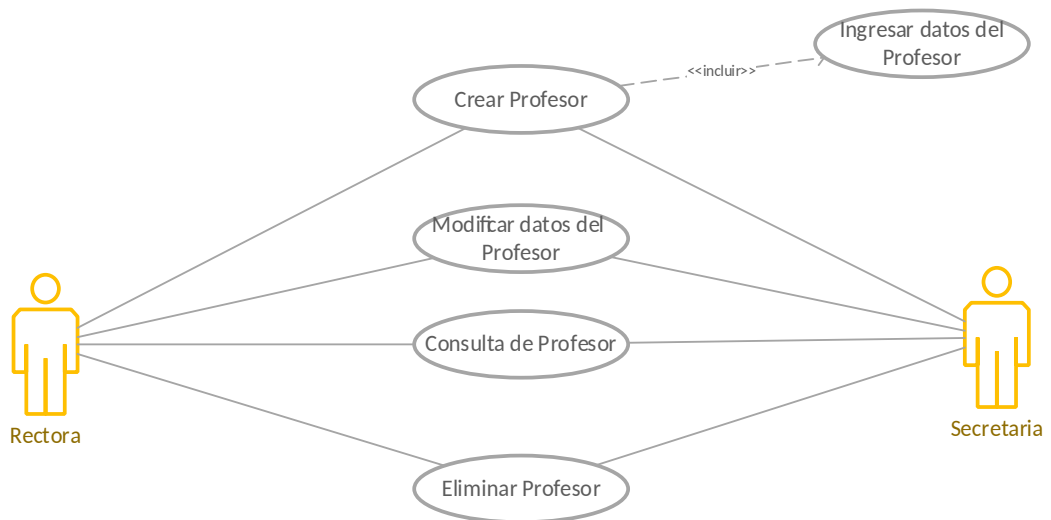 Ingresar datos del
Profesor
<<incluir>>
Crear Profesor
Modificar datos del
Profesor
Consulta de Profesor
Rectora
Secretaria
Eliminar Profesor